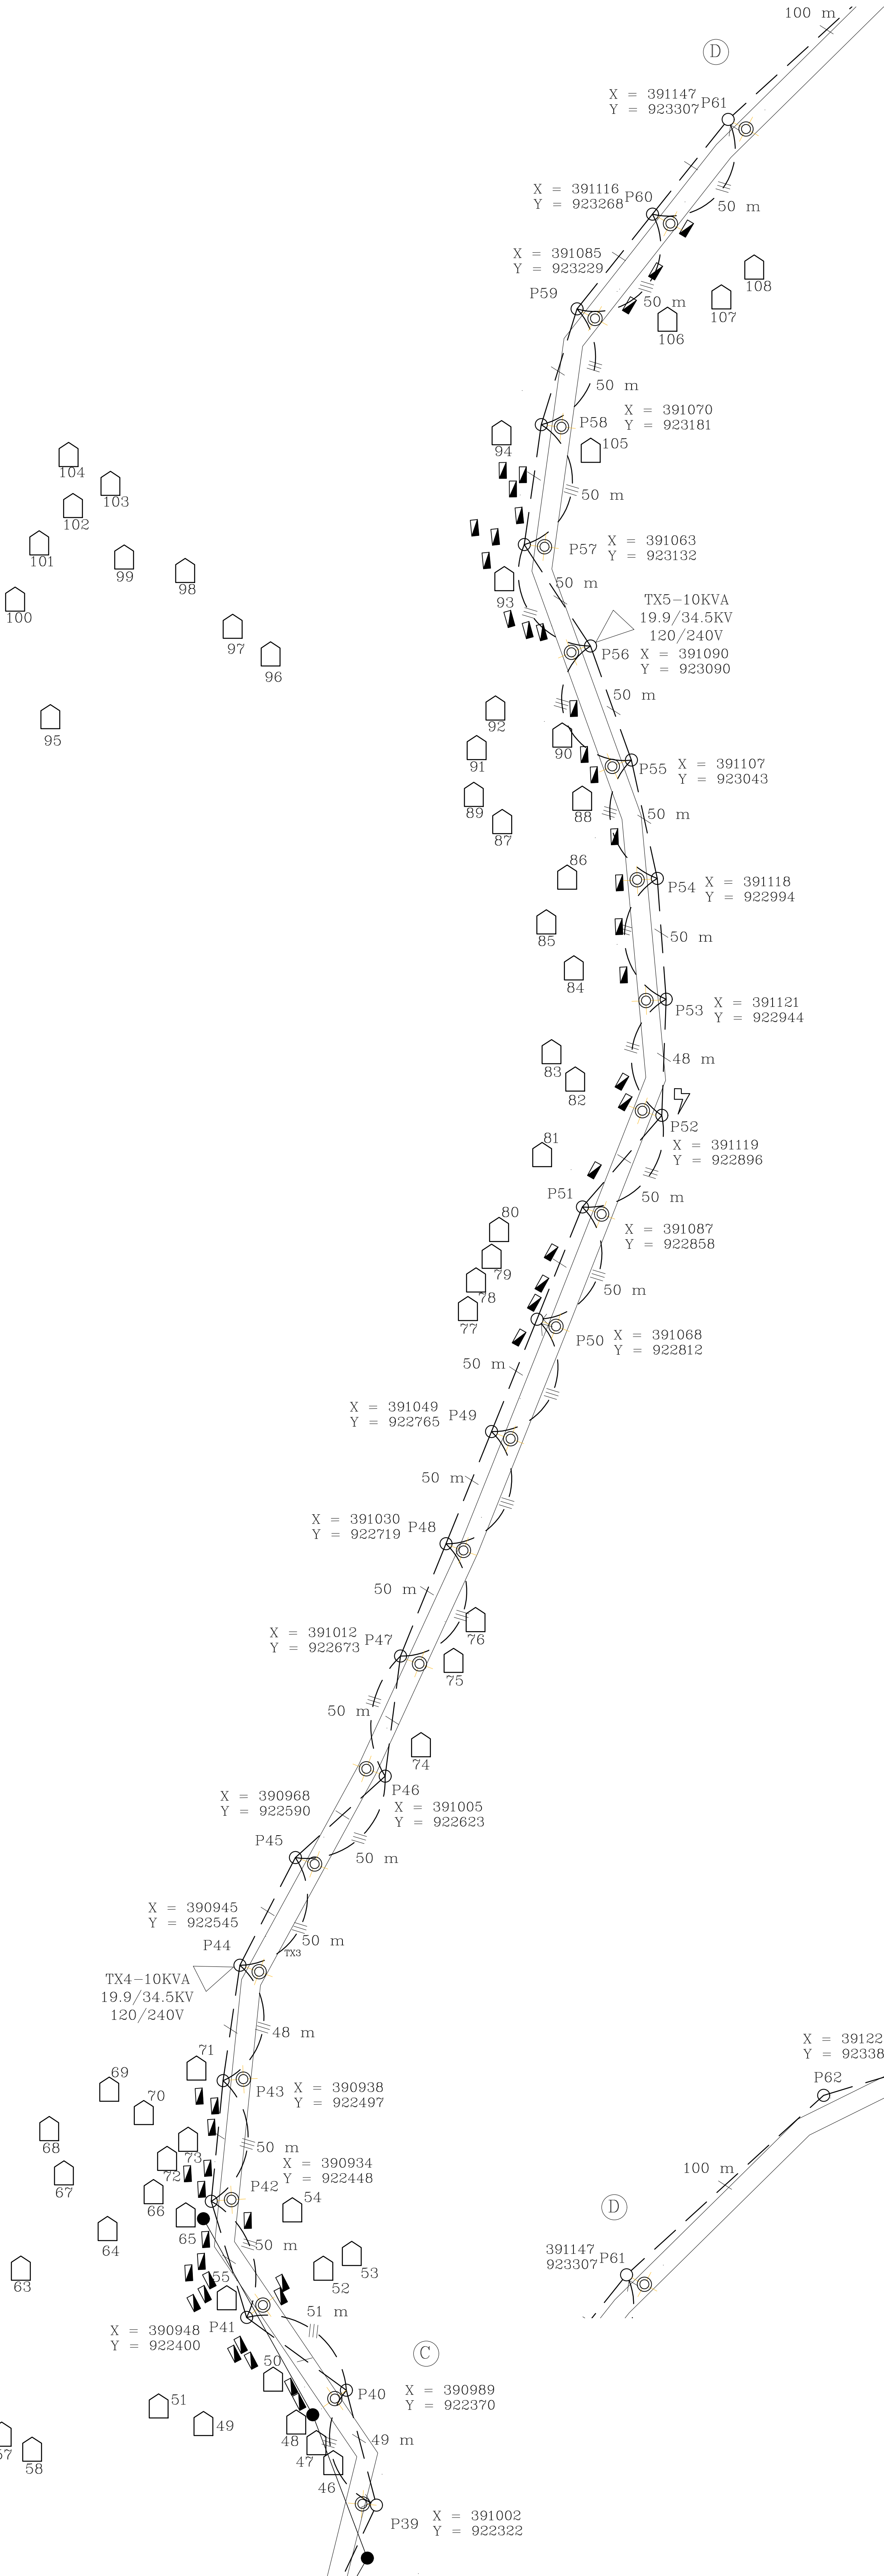 100 m
D
X = 391147
Y = 923307
P61
50 m
X = 391116
Y = 923268
P60
X = 391085
Y = 923229
108
107
50 m
P59
106
50 m
X = 391070
Y = 923181
P58
94
105
104
103
50 m
102
X = 391063
Y = 923132
P57
101
99
98
50 m
93
100
TX5-10KVA
19.9/34.5KV
120/240V
97
P56
X = 391090
Y = 923090
96
50 m
92
95
90
91
P55
X = 391107
Y = 923043
89
88
50 m
87
86
P54
X = 391118
Y = 922994
85
50 m
84
P53
X = 391121
Y = 922944
83
48 m
82
P52
81
X = 391119
Y = 922896
P51
50 m
80
X = 391087
Y = 922858
79
78
50 m
77
P50
X = 391068
Y = 922812
50 m
X = 391049
Y = 922765
P49
50 m
X = 391030
Y = 922719
P48
50 m
X = 391012
Y = 922673
P47
76
75
50 m
74
P46
X = 390968
Y = 922590
X = 391005
Y = 922623
P45
50 m
X = 390945
Y = 922545
P44
50 m
TX3
TX4-10KVA
19.9/34.5KV
120/240V
48 m
X = 39122
Y = 92338
71
69
P62
P43
X = 390938
Y = 922497
70
68
73
50 m
72
67
X = 390934
Y = 922448
100 m
P42
66
54
D
65
64
50 m
63
53
52
55
391147
923307
P61
51 m
P41
X = 390948
Y = 922400
C
50
P40
X = 390989
Y = 922370
51
49
48
49 m
47
57
58
46
P39
X = 391002
Y = 922322